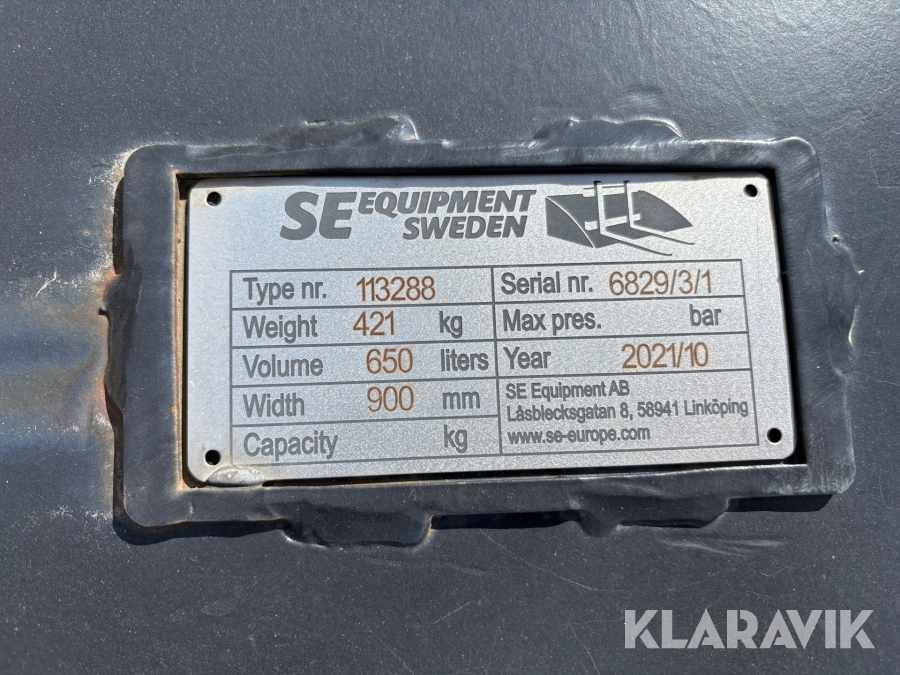 SE EQUIPMENT
SWEDEN
Type nr. 113288
Serial nr. 6829/3/1
Weight 421 kg
Max pres. bar
Volume 650 liters
Year 2021/10
Width 900 mm
SE Equipment AB
Låsblecksgatan 8, 58941 Linköping
www.se-europe.com
Capacity kg
KLARAVIK